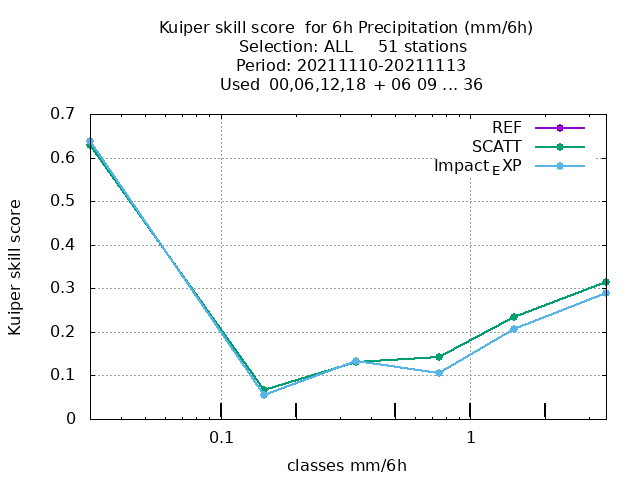 Kuiper skill score  for 6h Precipitation (mm/6h)
Selection: ALL     51 stations
Period: 20211110-20211113
Used  00,06,12,18  + 06 09 ... 36
REF
SCATT
Impact_EXP
0.7
0.6
0.5
0.4
0.3
0.2
0.1
0
Kuiper skill score
0.1 1
classes mm/6h